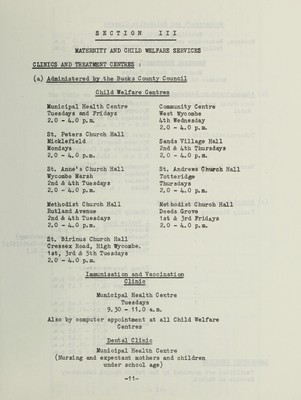 SECTION III
MATERNITY AND CHILD WELFARE SERVICES
CLINICS AND TREATMENT CENTRES :
(a) Administered by the Bucks County Council
Child Welfare Centres
Municipal Health Centre
Tuesdays and Fridays
2.0 - 4.0 p.m.
St. Peters Church Hall
Micklefield
Mondays
2.0 - 4.0 p.m.
St. Anne's Church Hall
Wycombe Marsh
2nd & 4th Tuesdays
2.0 - 4.0 p.m.
Methodist Church Hall
Rutland Avenue
2nd & 4th Tuesdays
2.0 - 4.0 p.m.
St. Birinus Church Hall
Cressex Road, High Wycombe.
1st, 3rd & 5th Tuesdays
2.0 - 4.0 p.m.
Community Centre
West Wycombe
4th Wednesday
2.0 - 4.0 p.m.
Sands Village Hall
2nd & 4th Thursdays
2.0 - 4.0 p.m.
St. Andrews Church Hall
Totteridge
Thursdays
2.0 - 4.0 p.m.
Methodist Church Hall
Deeds Grove
1st & 3rd Fridays
2.0 - 4.0 p.m.
Immunisation and Vaccination
Clinic
Municipal Health Centre
Tuesdays
9.30 - 11.0 a.m.
Also by computer appointment at all Child Welfare
Centres
Dental Clinic
Municipal Health Centre
(Nursing and expectant mothers and children
under school age)
-11-